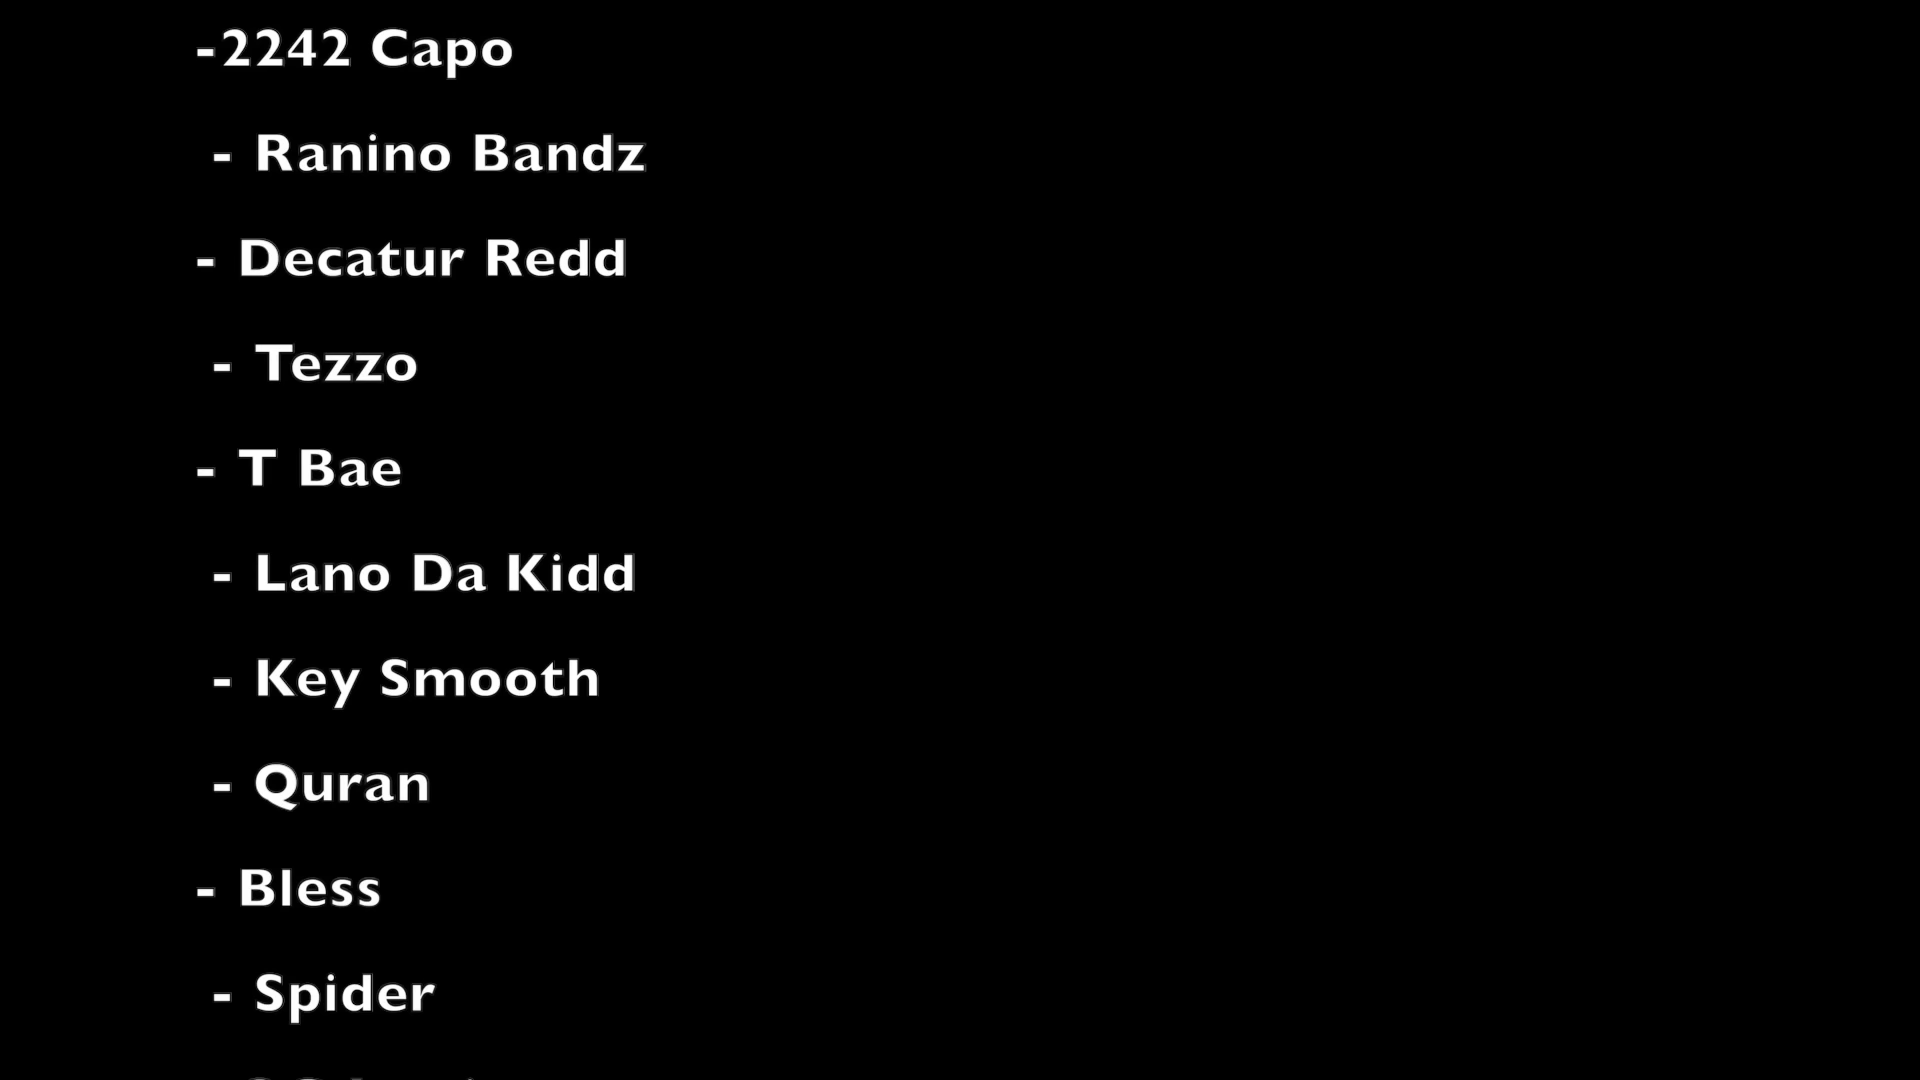 -2242 Capo
- Ranino Bandz
- Decatur Redd
- Tezzo
- T Bae
- Lano Da Kidd
- Key Smooth
- Quran
- Bless
- Spider